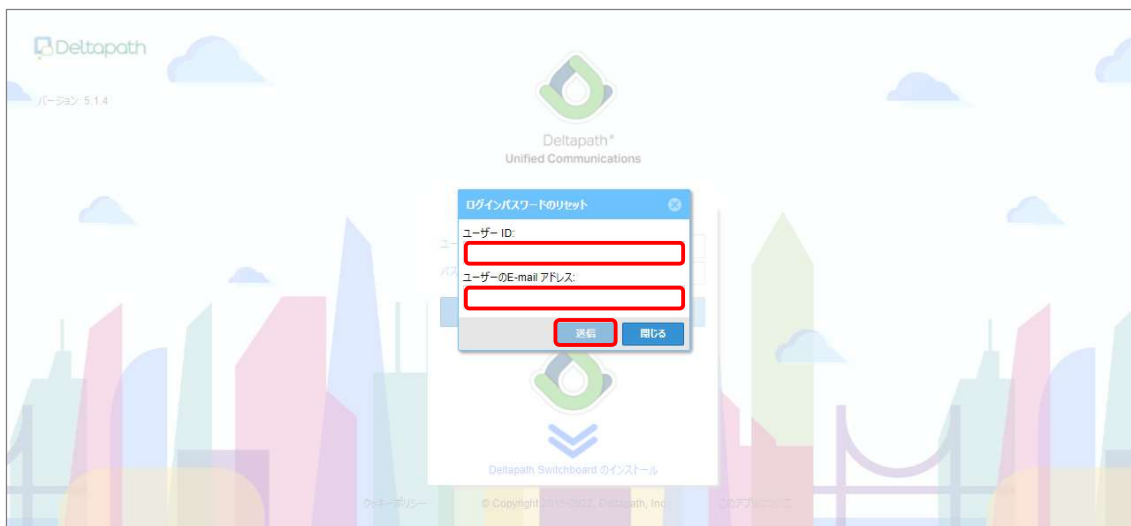 Deltapath
バージョン: 5.1.4
Deltapath®
Unified Communications
ログインパスワードのリセット
ユーザー ID:
ユーザーのE-mail アドレス:
送信
閉じる
Deltapath Switchboard のインストール
クッキーポリシー
© Copyright 2015-2022, Deltapath, Inc
このアプリについて